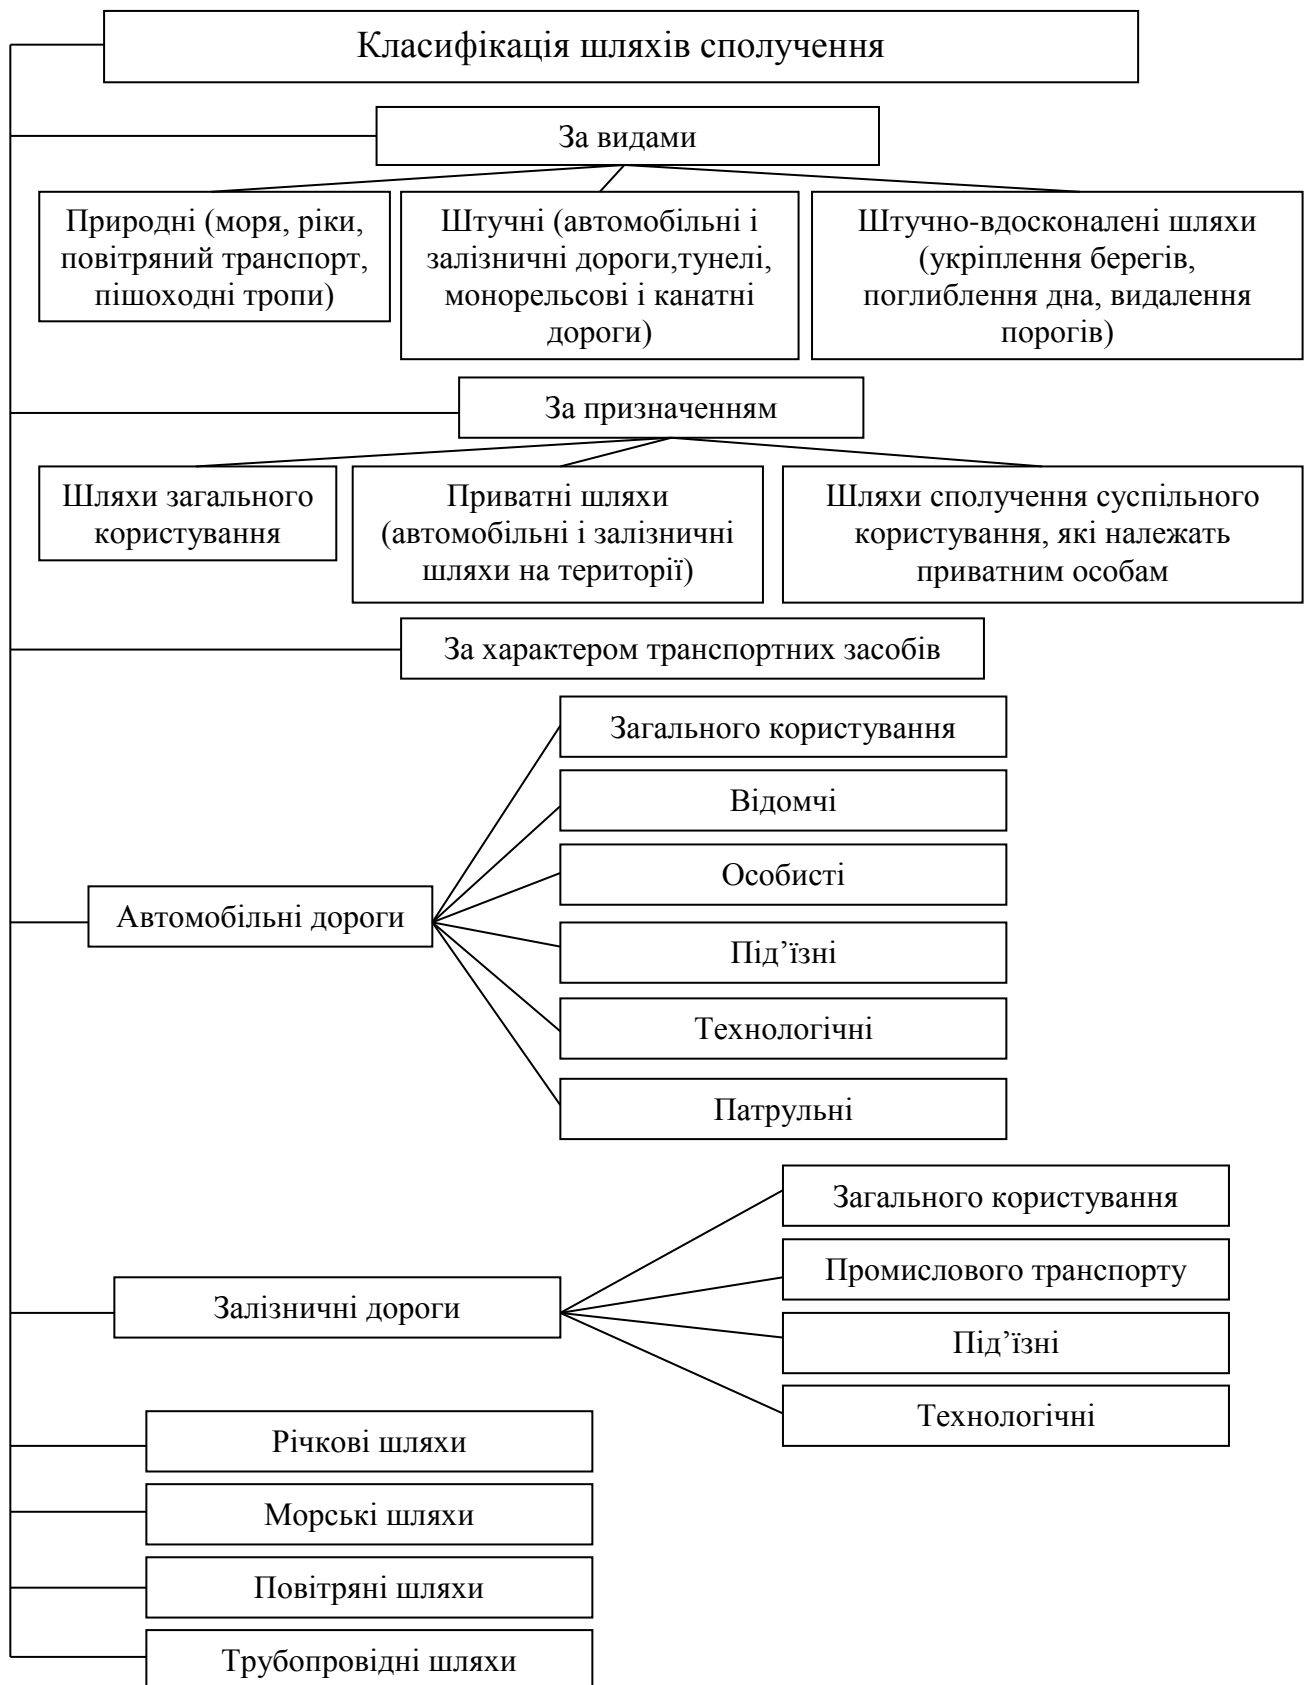 Класифікація шляхів сполучення
За видами
Природні (моря, ріки,
повітряний транспорт,
пішоходні тропи)
Штучні (автомобільні і
залізничні дороги,тунелі,
монорельсові і канатні
дороги)
Штучно-вдосконалені шляхи
(укріплення берегів,
поглиблення дна, видалення
порогів)
За призначенням
Шляхи загального
користування
Приватні шляхи
(автомобільні і залізничні
шляхи на території)
Шляхи сполучення суспільного
користування, які належать
приватним особам
За характером транспортних засобів
Автомобільні дороги
Загального користування
Відомчі
Особисті
Під’їзні
Технологічні
Патрульні
Залізничні дороги
Загального користування
Промислового транспорту
Під’їзні
Технологічні
Річкові шляхи
Морські шляхи
Повітряні шляхи
Трубопровідні шляхи